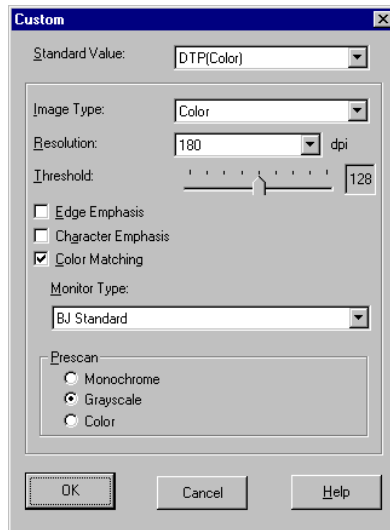 Custom
Standard Value: DTP(Color)
Image Type: Color
Resolution: 180 dpi
Threshold: 128
Edge Emphasis
Character Emphasis
Color Matching
Monitor Type:
BJ Standard
Prescan
Monochrome
Grayscale
Color
OK Cancel Help